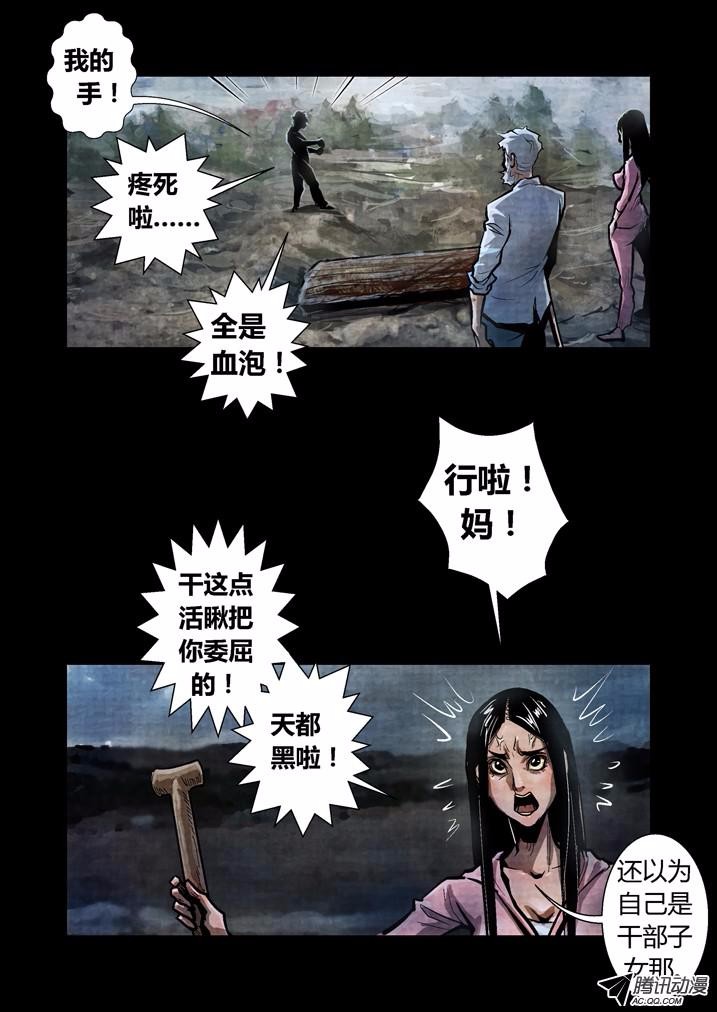 我的
手！
疼死
啦……
全是
血泡！
行啦！
妈！
干这点
活瞅把
你委屈
的！
天都
黑啦！
还以为
自己是
干部子
女那
腾讯动漫
AC.QQ.COM